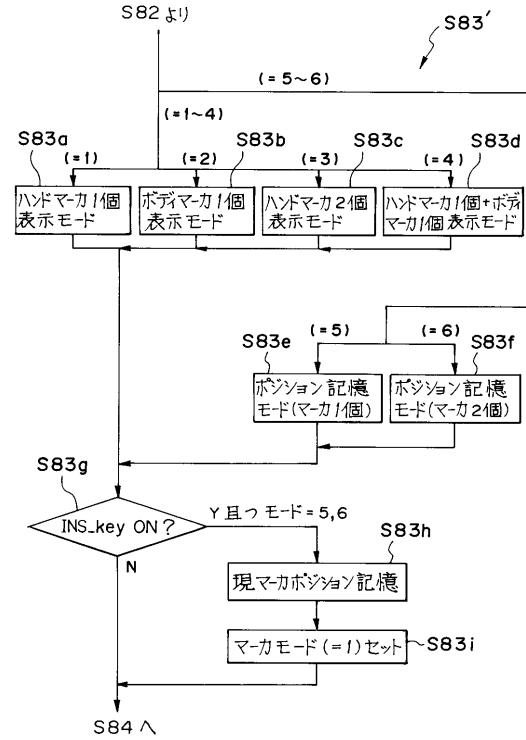 S82より
S83′
(=5~6)
(=1~4)
S83a
(=1)
S83b
(=2)
S83c
(=3)
S83d
(=4)
ハンドマーカ1個
表示モード
ボディマーカ1個
表示モード
ハンドマーカ2個
表示モード
ハンドマーカ1個+ボディ
マーカ1個表示モード
S83e
(=5)
S83f
(=6)
ポジション記憶
モード(マーカ1個)
ポジション記憶
モード(マーカ2個)
S83g
INS_key ON?
Y且つモード=5,6
N
S83h
現マーカポジション記憶
マーカモード(=1)セット
S83i
S84へ